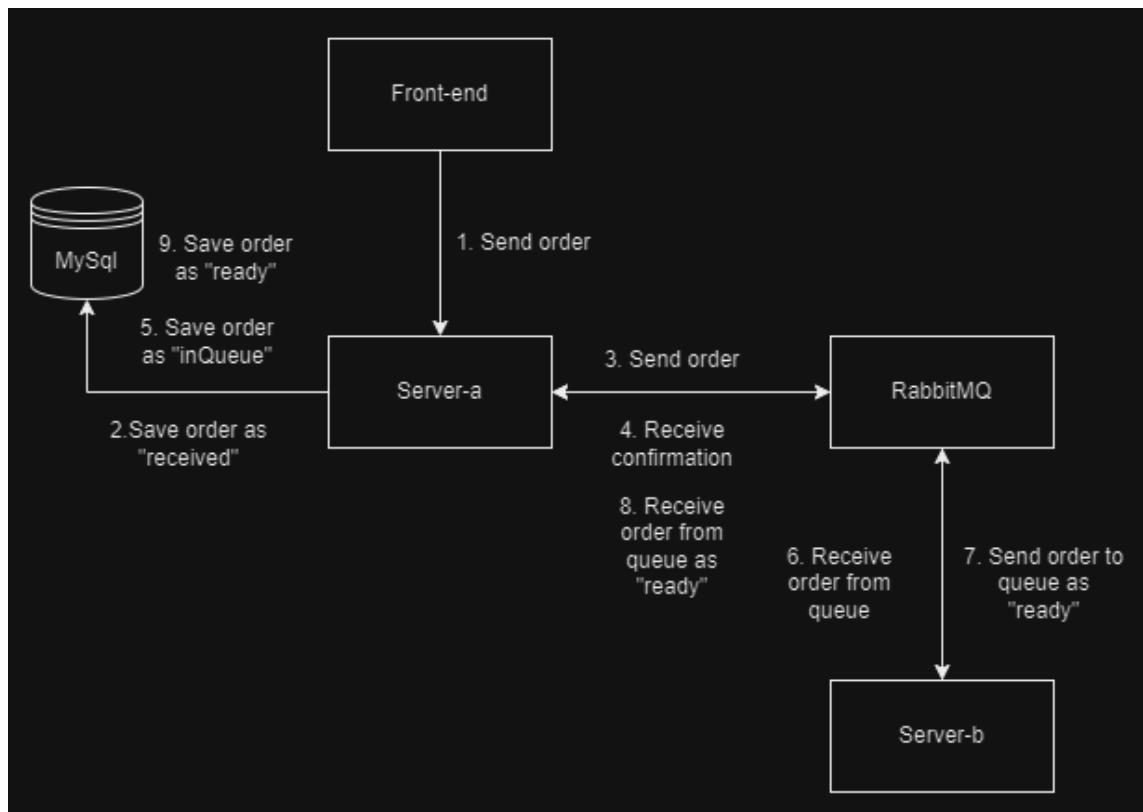 Front-end
1. Send order
MySql
9. Save order
as "ready"
5. Save order
as "inQueue"
2.Save order as
"received"
Server-a
3. Send order
RabbitMQ
4. Receive
confirmation
8. Receive
order from
queue as
"ready"
6. Receive
order from
queue
7. Send order to
queue as
"ready"
Server-b